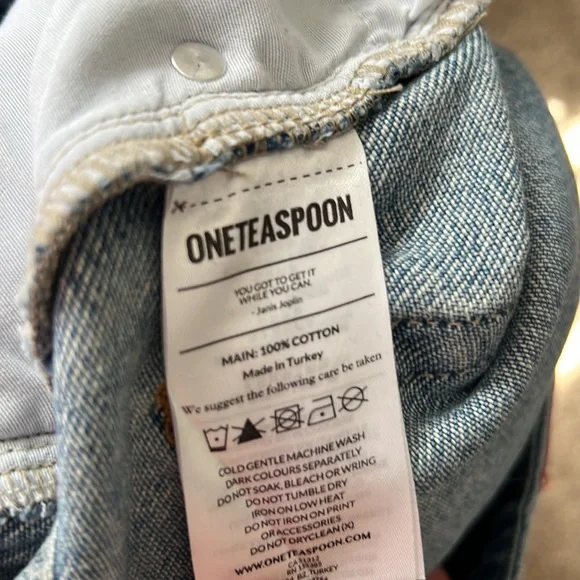 ONETEASPOON
YOU GOT TO GET IT
WHILE YOU CAN.
- Janis Joplin
MAIN: 100% COTTON
Made in Turkey
We suggest the following care be taken
COLD GENTLE MACHINE WASH
DARK COLOURS SEPARATELY
DO NOT SOAK, BLEACH OR WRING
DO NOT TUMBLE DRY
IRON ON LOW HEAT
DO NOT IRON ON PRINT
OR ACCESSORIES
DO NOT DRYCLEAN (X)
WWW.ONETEASPOON.COM
TURKEY